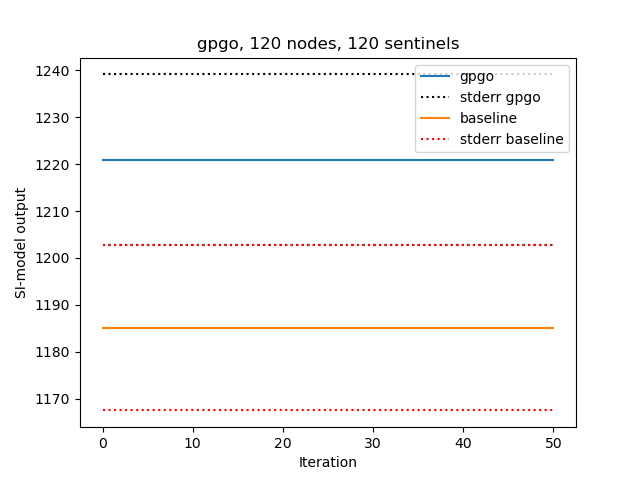 gpgo, 120 nodes, 120 sentinels
1240
1230
1220
1210
1200
1190
1180
1170
SI-model output
gpgo
stderr gpgo
baseline
stderr baseline
0 10 20 30 40 50
Iteration